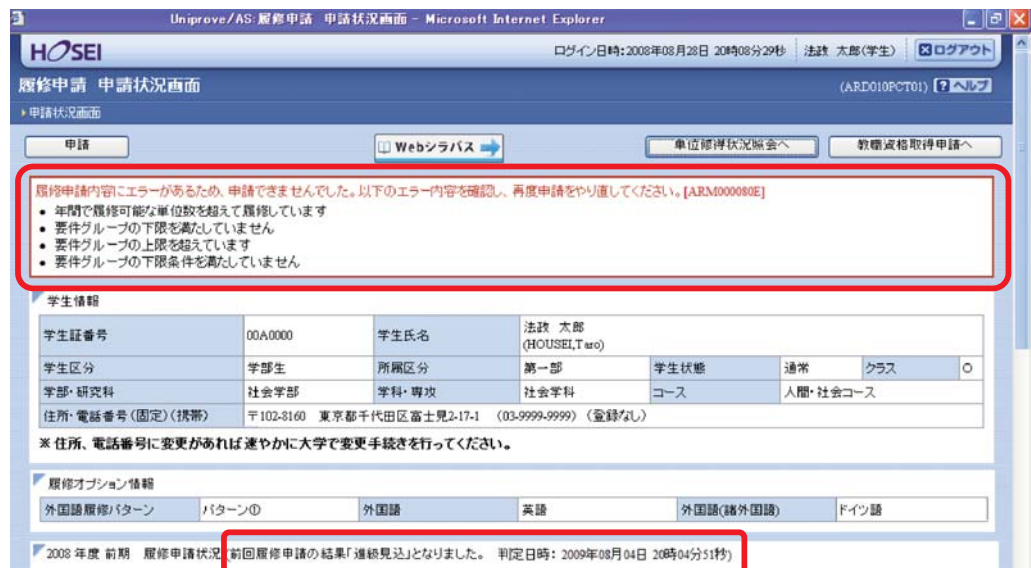 Uniprove/AS:履修申請 申請状況画面 - Microsoft Internet Explorer
HOSEI ログイン日時:2008年08月28日 20時08分29秒 法政 太郎(学生) ログアウト
履修申請 申請状況画面 (ARD010PCT01) ? ヘルプ
申請状況画面
申請 Webシラバス 単位修得状況照会へ 教職資格取得申請へ
履修申請内容にエラーがあるため、申請できませんでした。以下のエラー内容を確認し、再度申請をやり直してください。[ARM000080E]
• 年間で履修可能な単位数を超えて履修しています
• 要件グループの下限を満たしていません
• 要件グループの上限を超えています
• 要件グループの下限条件を満たしていません
学生情報
学生証番号 00A0000 学生氏名 法政 太郎
(HOUSEI,Taro)
学生区分 学部生 所属区分 第一部 学生状態 通常 クラス O
学部・研究科 社会学部 学科・専攻 社会学科 コース 人間・社会コース
住所・電話番号(固定)(携帯) 〒102-8160 東京都千代田区富士見2-17-1 (03-9999-9999) (登録なし)
※住所、電話番号に変更があれば速やかに大学で変更手続きを行ってください。
履修オプション情報
外国語履修パターン パターン① 外国語 英語 外国語(諸外国語) ドイツ語
2008 年度 前期 履修申請状況 (前回履修申請の結果「進級見込」となりました。 判定日時: 2009年08月04日 20時04分51秒)